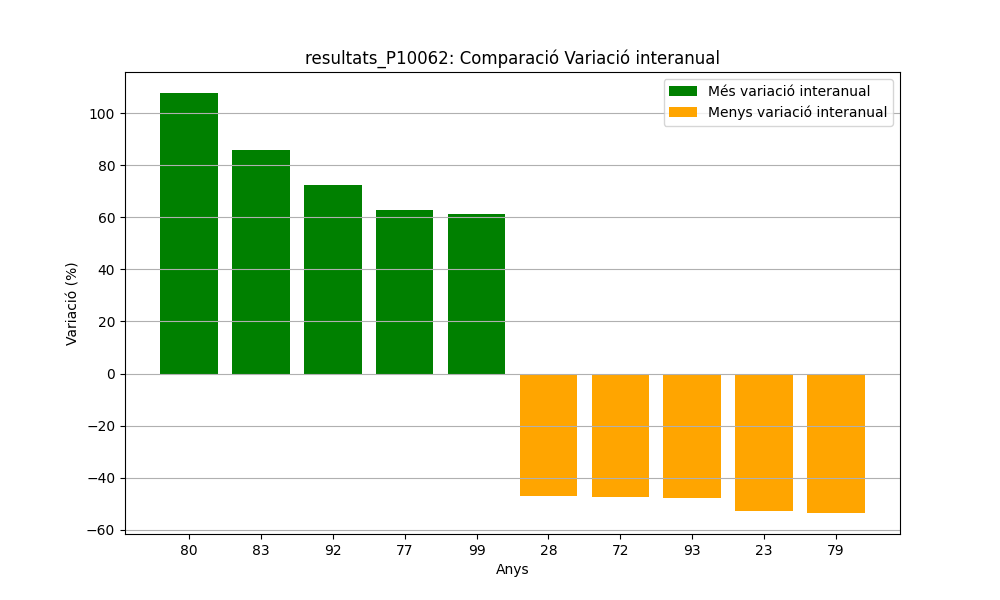 resultats_P10062: Comparació Variació interanual
Més variació interanual
Menys variació interanual
Variació (%)
100
80
60
40
20
0
−20
−40
−60
80 83 92 77 99 28 72 93 23 79
Anys